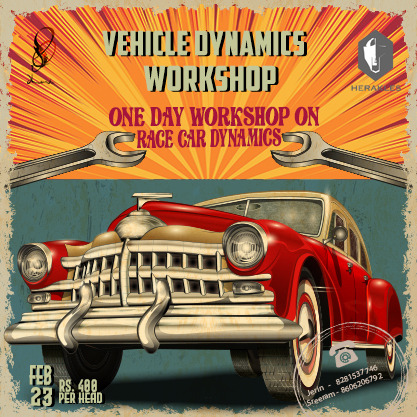 VEHICLE DYNAMICS
WORKSHOP
HERAKLES
ONE DAY WORKSHOP ON
RACE CAR DYNAMICS
FEB
23
RS. 400
PER HEAD
Jerin - 8281537746
Sreeram - 8606206792